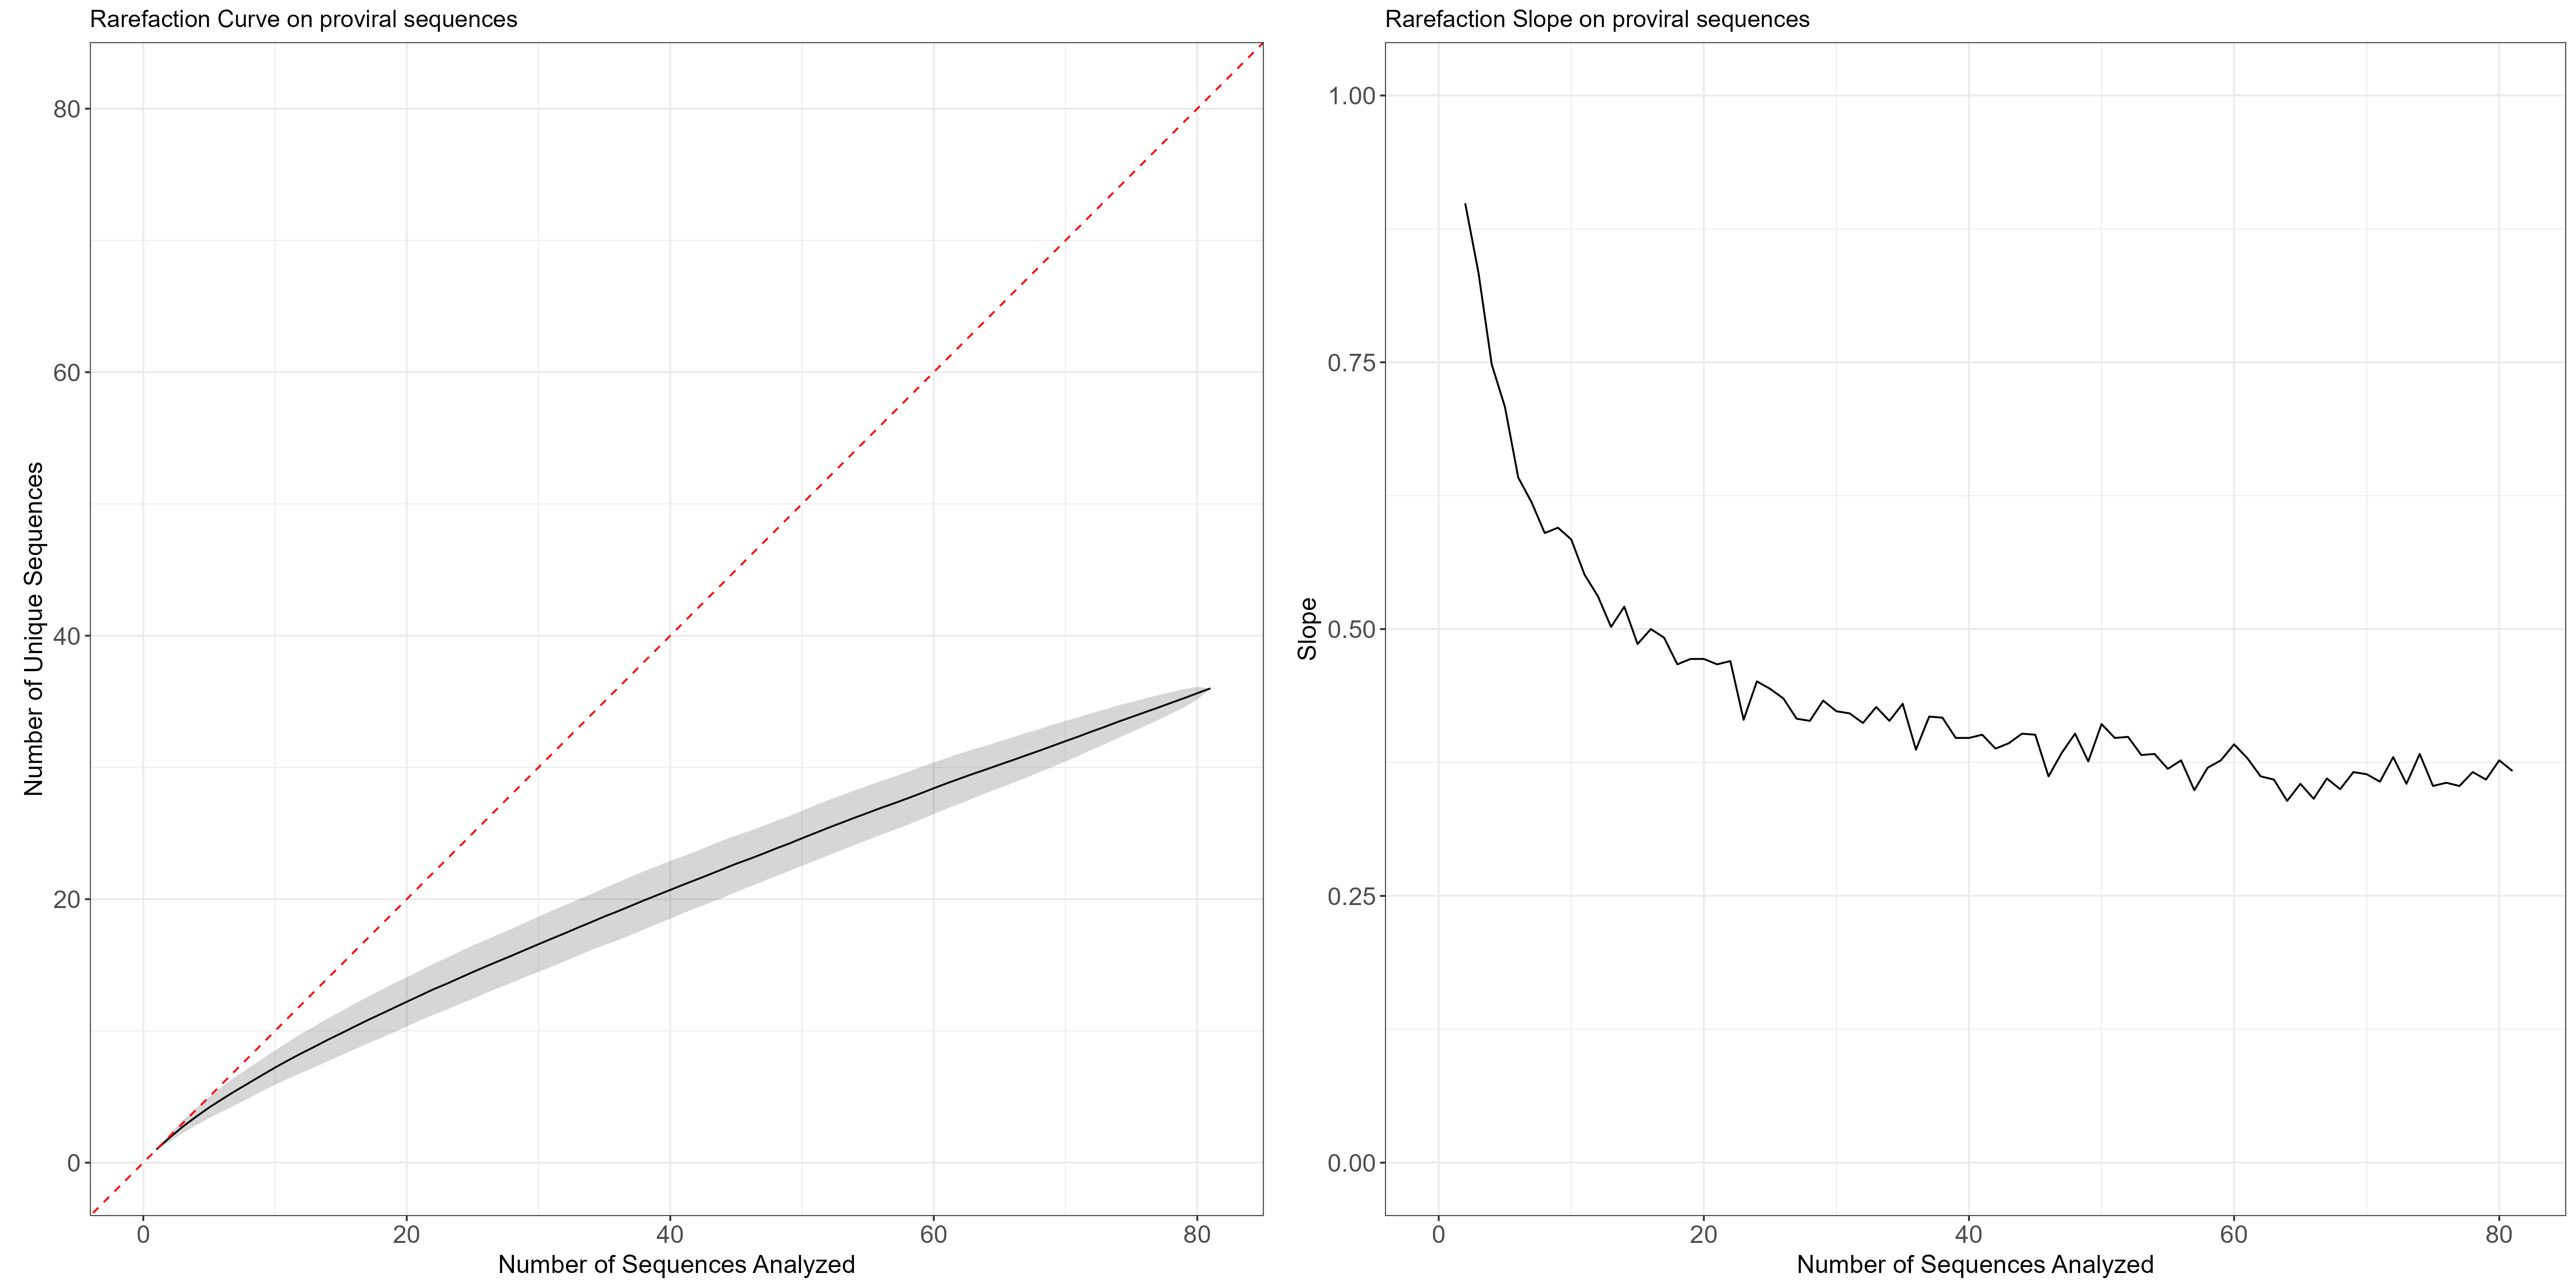 Rarefaction Curve on proviral sequences
Number of Unique Sequences
80
60
40
20
0
0 20 40 60 80
Number of Sequences Analyzed
Rarefaction Slope on proviral sequences
Slope
1.00
0.75
0.50
0.25
0.00
0 20 40 60 80
Number of Sequences Analyzed